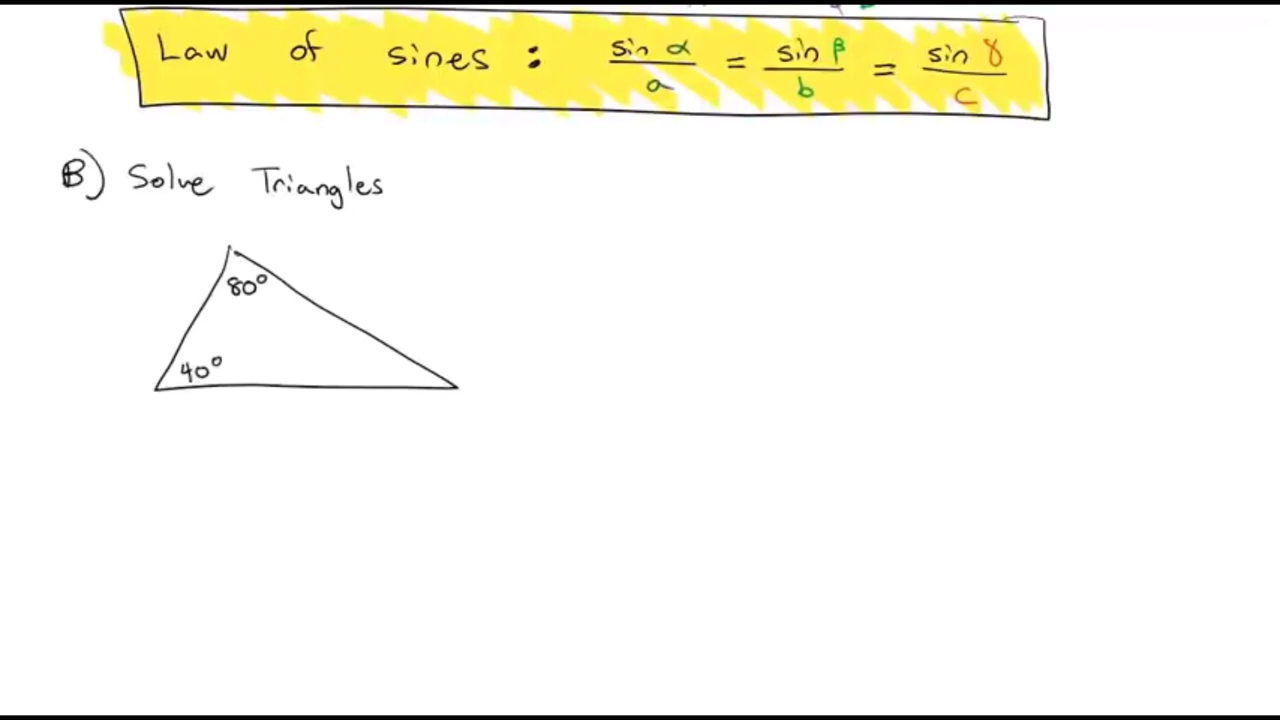 Law of sines : sin α / a = sin β / b = sin γ / c
B) Solve Triangles
80°
40°